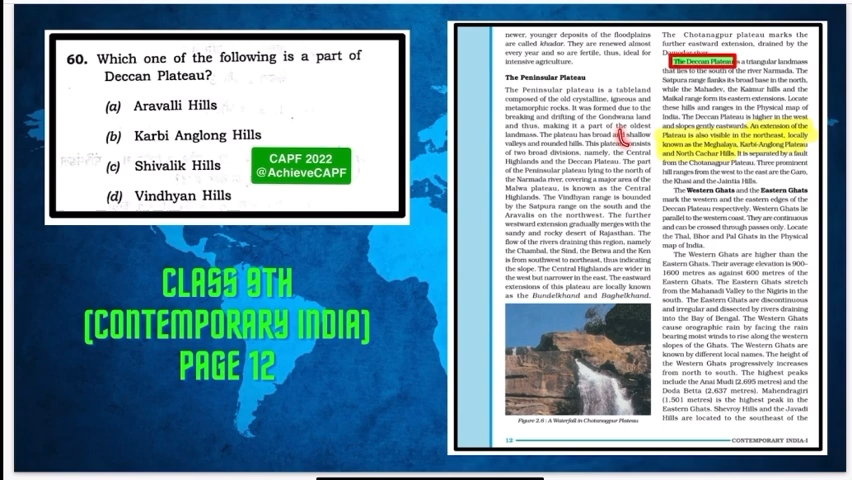 60. Which one of the following is a part of
Deccan Plateau?
(a) Aravalli Hills
(b) Karbi Anglong Hills
(c) Shivalik Hills
(d) Vindhyan Hills
CAPF 2022
@AchieveCAPF
CLASS 9TH
(CONTEMPORARY INDIA)
PAGE 12
newer, younger deposits of the floodplains
are called khadar. They are renewed almost
every year and so are fertile, thus, ideal for
intensive agriculture.
The Peninsular Plateau
The Peninsular plateau is a tableland
composed of the old crystalline, igneous and
metamorphic rocks. It was formed due to the
breaking and drifting of the Gondwana land
and thus, making it a part of the oldest
landmass. The plateau has broad and shallow
valleys and rounded hills. This plateau consists
of two broad divisions, namely, the Central
Highlands and the Deccan Plateau. The part
of the Peninsular plateau lying to the north of
the Narmada river, covering a major area of the
Malwa plateau, is known as the Central
Highlands. The Vindhyan range is bounded
by the Satpura range on the south and the
Aravalis on the northwest. The further
westward extension gradually merges with the
sandy and rocky desert of Rajasthan. The
flow of the rivers draining this region, namely
the Chambal, the Sind, the Betwa and the Ken
is from southwest to northeast, thus indicating
the slope. The Central Highlands are wider in
the west but narrower in the east. The eastward
extensions of this plateau are locally known
as the Bundelkhand and Baghelkhand.
Figure 2.6 : A Waterfall in Chotanagpur Plateau
The Chotanagpur plateau marks the
further eastward extension, drained by the
Damodar river.
The Deccan Plateau is a triangular landmass
that lies to the south of the river Narmada. The
Satpura range flanks its broad base in the north,
while the Mahadev, the Kaimur hills and the
Maikal range form its eastern extensions. Locate
these hills and ranges in the Physical map of
India. The Deccan Plateau is higher in the west
and slopes gently eastwards. An extension of the
Plateau is also visible in the northeast, locally
known as the Meghalaya, Karbi-Anglong Plateau
and North Cachar Hills. It is separated by a fault
from the Chotanagpur Plateau. Three prominent
hill ranges from the west to the east are the Garo,
the Khasi and the Jaintia Hills.
The Western Ghats and the Eastern Ghats
mark the western and the eastern edges of the
Deccan Plateau respectively. Western Ghats lie
parallel to the western coast. They are continuous
and can be crossed through passes only. Locate
the Thal, Bhor and Pal Ghats in the Physical
map of India.
The Western Ghats are higher than the
Eastern Ghats. Their average elevation is 900–
1600 metres as against 600 metres of the
Eastern Ghats. The Eastern Ghats stretch
from the Mahanadi Valley to the Nigiris in the
south. The Eastern Ghats are discontinuous
and irregular and dissected by rivers draining
into the Bay of Bengal. The Western Ghats
cause orographic rain by facing the rain
bearing moist winds to rise along the western
slopes of the Ghats. The Western Ghats are
known by different local names. The height of
the Western Ghats progressively increases
from north to south. The highest peaks
include the Anai Mudi (2,695 metres) and the
Doda Betta (2,637 metres). Mahendragiri
(1,501 metres) is the highest peak in the
Eastern Ghats. Shevroy Hills and the Javadi
Hills are located to the southeast of the
12
CONTEMPORARY INDIA-I